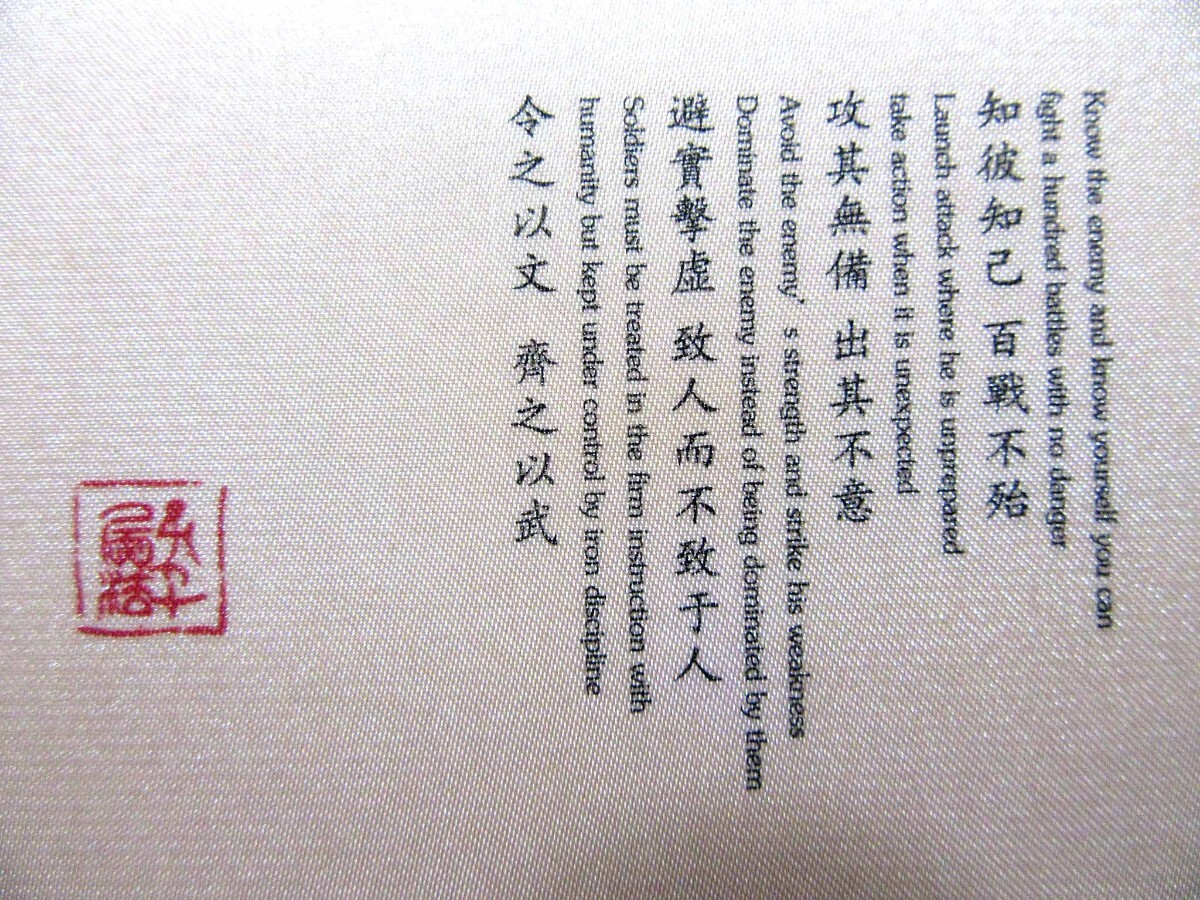 Know the enemy and know yourself you can
fight a hundred battles with no danger
知彼知己 百戰不殆
Launch attack where he is unprepared
take action when it is unexpected
攻其無備 出其不意
Avoid the enemy' s strength and strike his weakness
Dominate the enemy instead of being dominated by them
避實擊虛 致人而不致于人
Soldiers must be treated in the firm instruction with
humanity but kept under control by iron discipline
令之以文 齊之以武